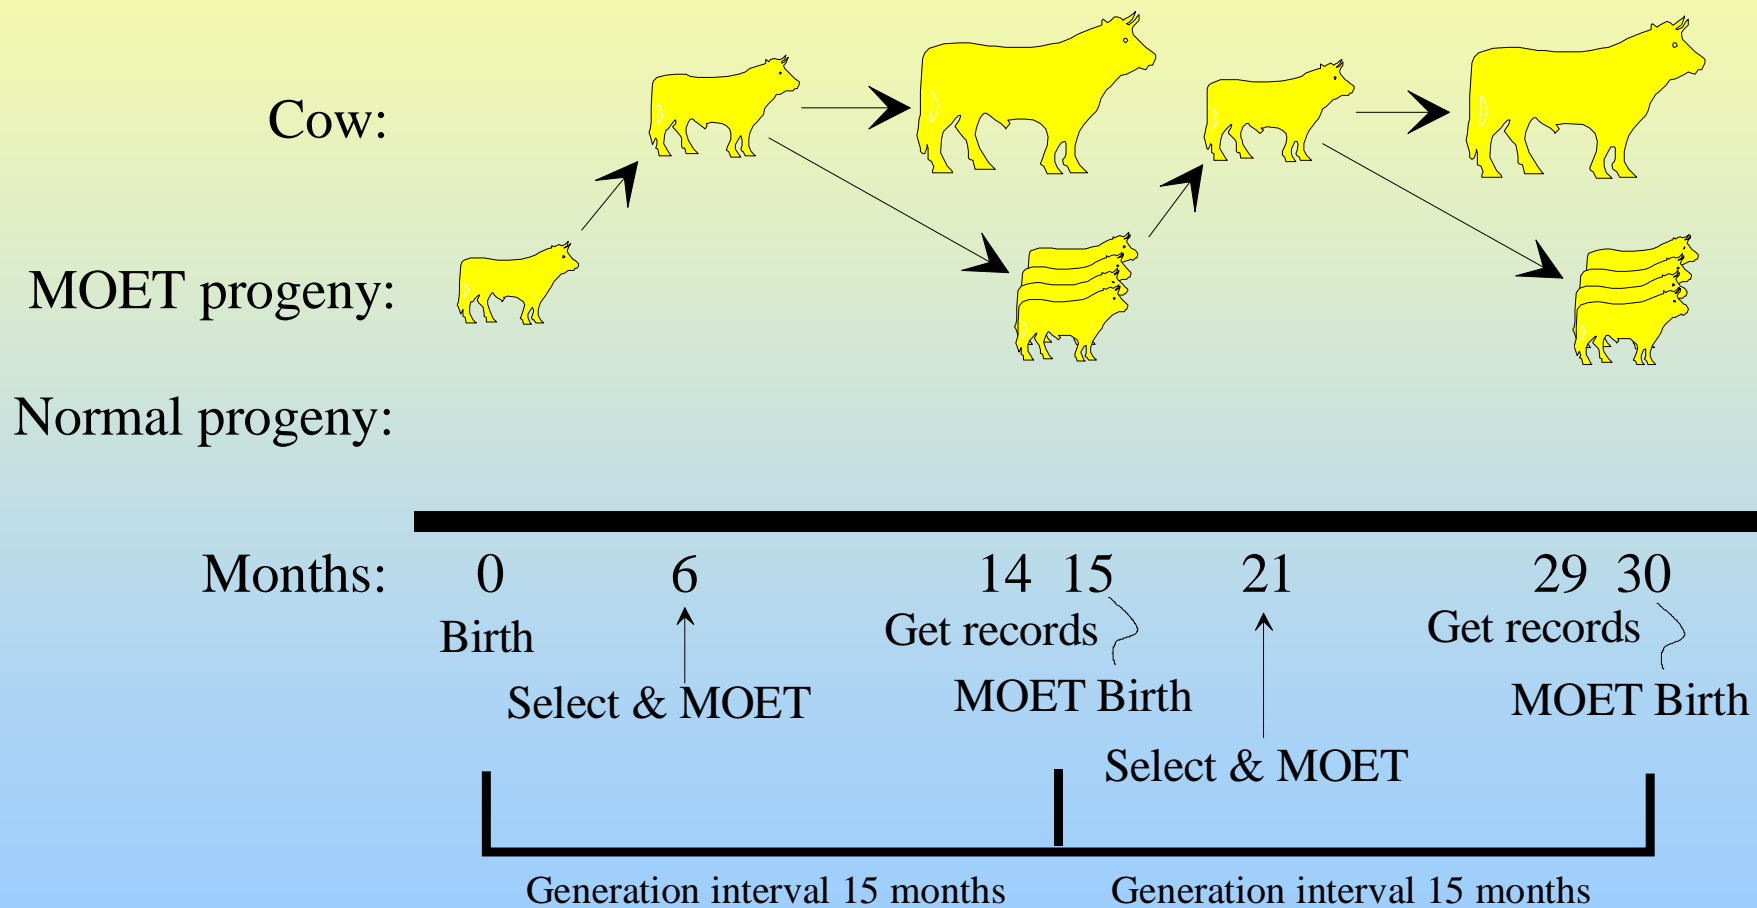 Cow:
MOET progeny:
Normal progeny:
Months: 0 6 14 15 21 29 30
Birth
Get records
Get records
Select & MOET
MOET Birth
MOET Birth
Select & MOET
Generation interval 15 months
Generation interval 15 months